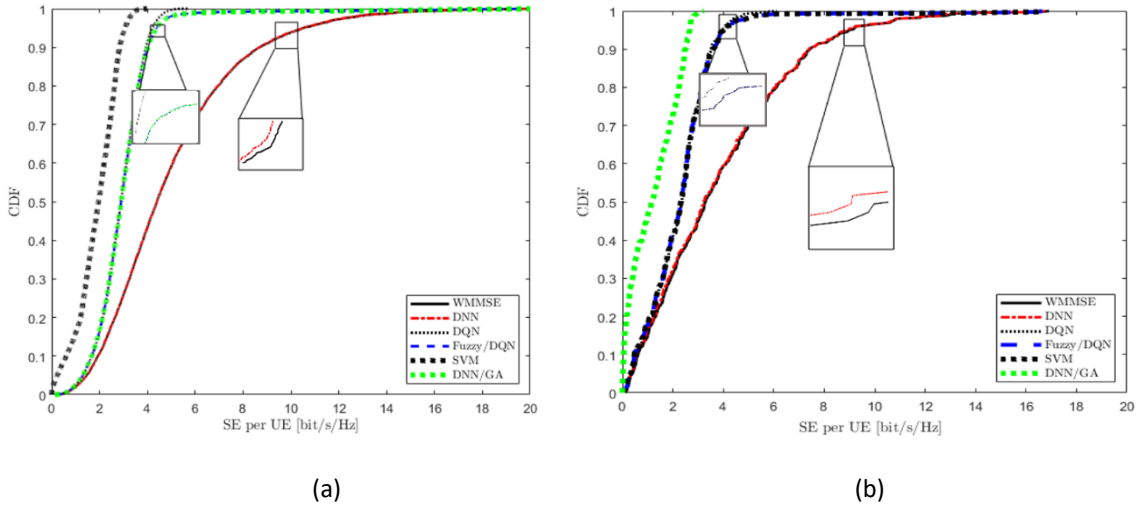 1
0.9
0.8
0.7
0.6
0.5
0.4
0.3
0.2
0.1
0
CDF
WMMSE
DNN
DQN
Fuzzy/DQN
SVM
DNN/GA
0 2 4 6 8 10 12 14 16 18 20
SE per UE [bit/s/Hz]
(a)
1
0.9
0.8
0.7
0.6
0.5
0.4
0.3
0.2
0.1
0
CDF
WMMSE
DNN
DQN
Fuzzy/DQN
SVM
DNN/GA
0 2 4 6 8 10 12 14 16 18 20
SE per UE [bit/s/Hz]
(b)